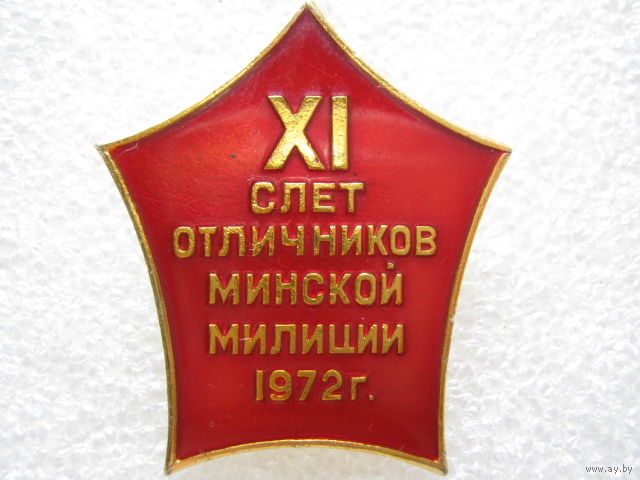 XI
СЛЕТ
ОТЛИЧНИКОВ
МИНСКОЙ
МИЛИЦИИ
1972г.
www.ay.by